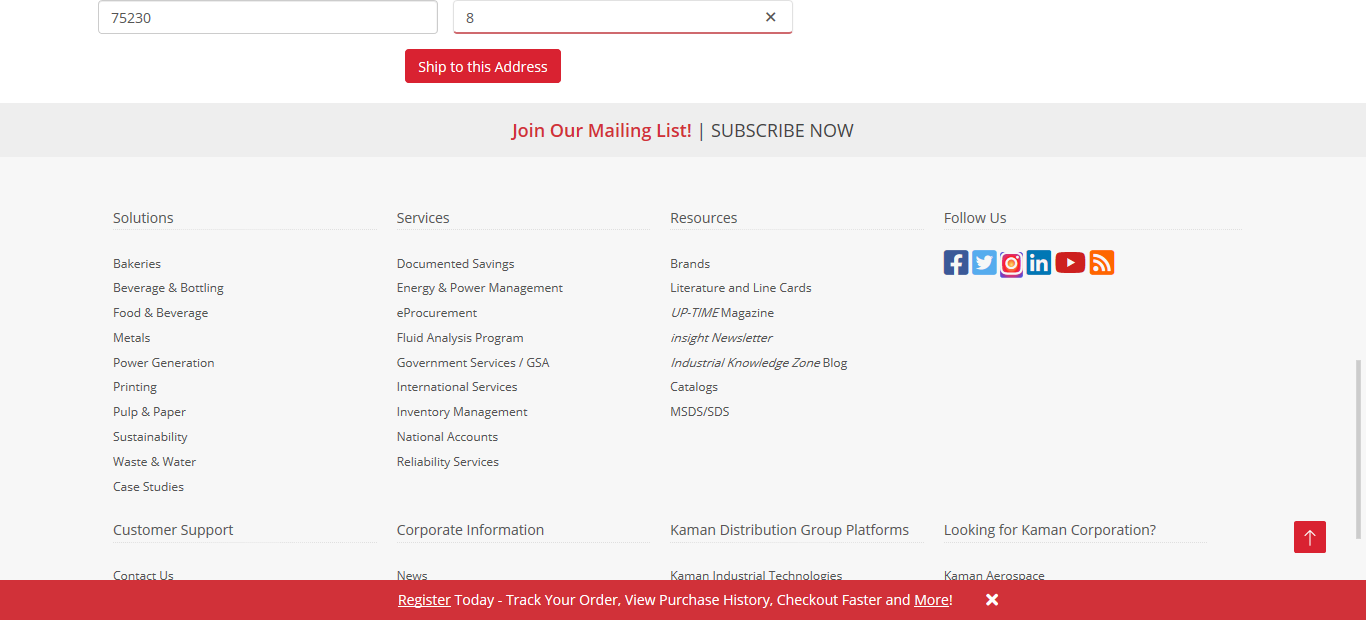 75230
8
Ship to this Address
Join Our Mailing List! | SUBSCRIBE NOW
Solutions
Bakeries
Beverage & Bottling
Food & Beverage
Metals
Power Generation
Printing
Pulp & Paper
Sustainability
Waste & Water
Case Studies
Services
Documented Savings
Energy & Power Management
eProcurement
Fluid Analysis Program
Government Services / GSA
International Services
Inventory Management
National Accounts
Reliability Services
Resources
Brands
Literature and Line Cards
UP-TIME Magazine
insight Newsletter
Industrial Knowledge Zone Blog
Catalogs
MSDS/SDS
Follow Us
Customer Support
Contact Us
Corporate Information
News
Kaman Distribution Group Platforms
Kaman Industrial Technologies
Looking for Kaman Corporation?
Kaman Aerospace
Register Today - Track Your Order, View Purchase History, Checkout Faster and More!